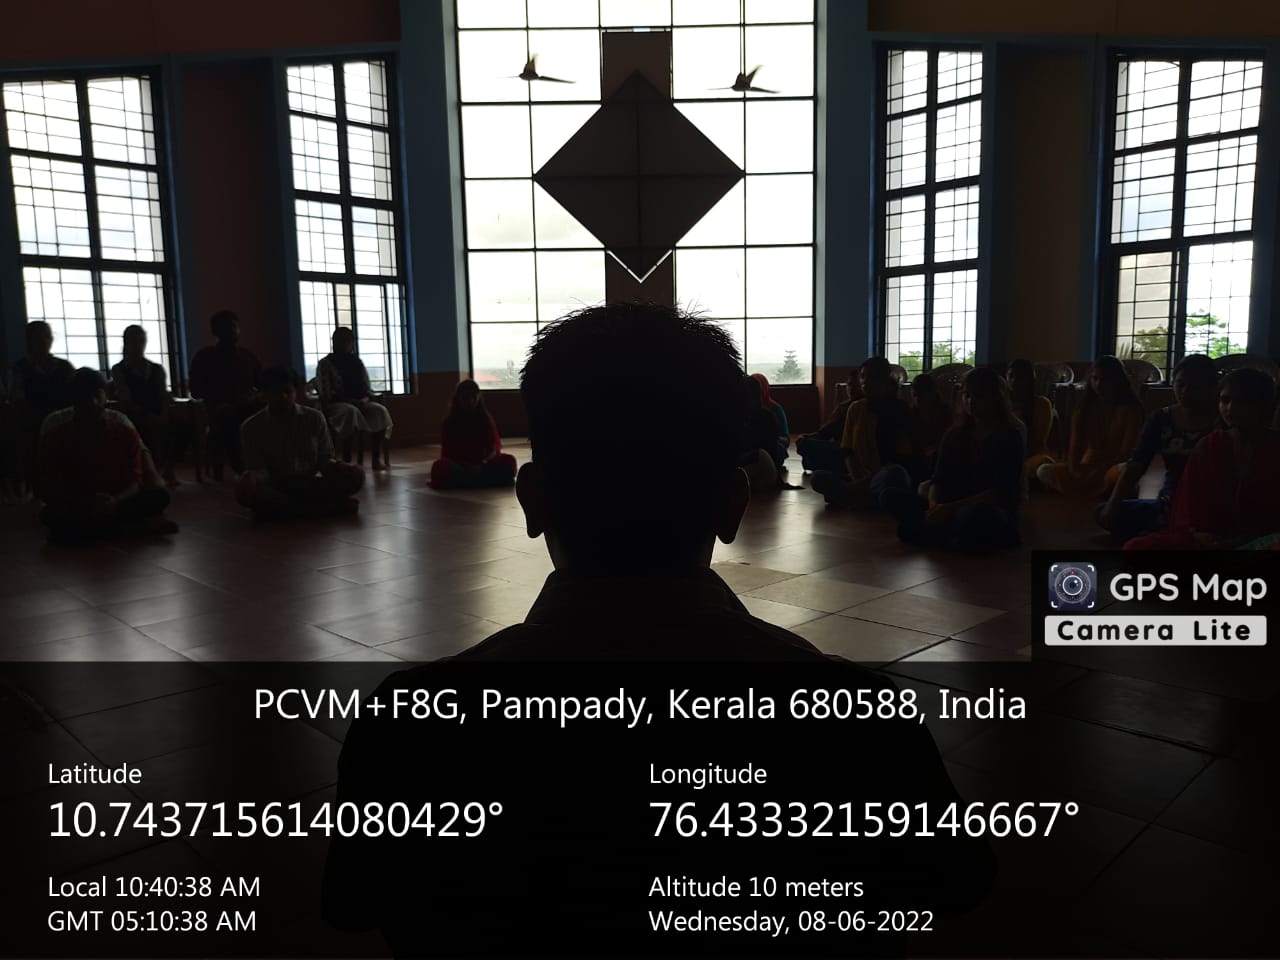 GPS Map
Camera Lite
PCVM+F8G, Pampady, Kerala 680588, India
Latitude
10.743715614080429°
Longitude
76.43332159146667°
Local 10:40:38 AM
GMT 05:10:38 AM
Altitude 10 meters
Wednesday, 08-06-2022